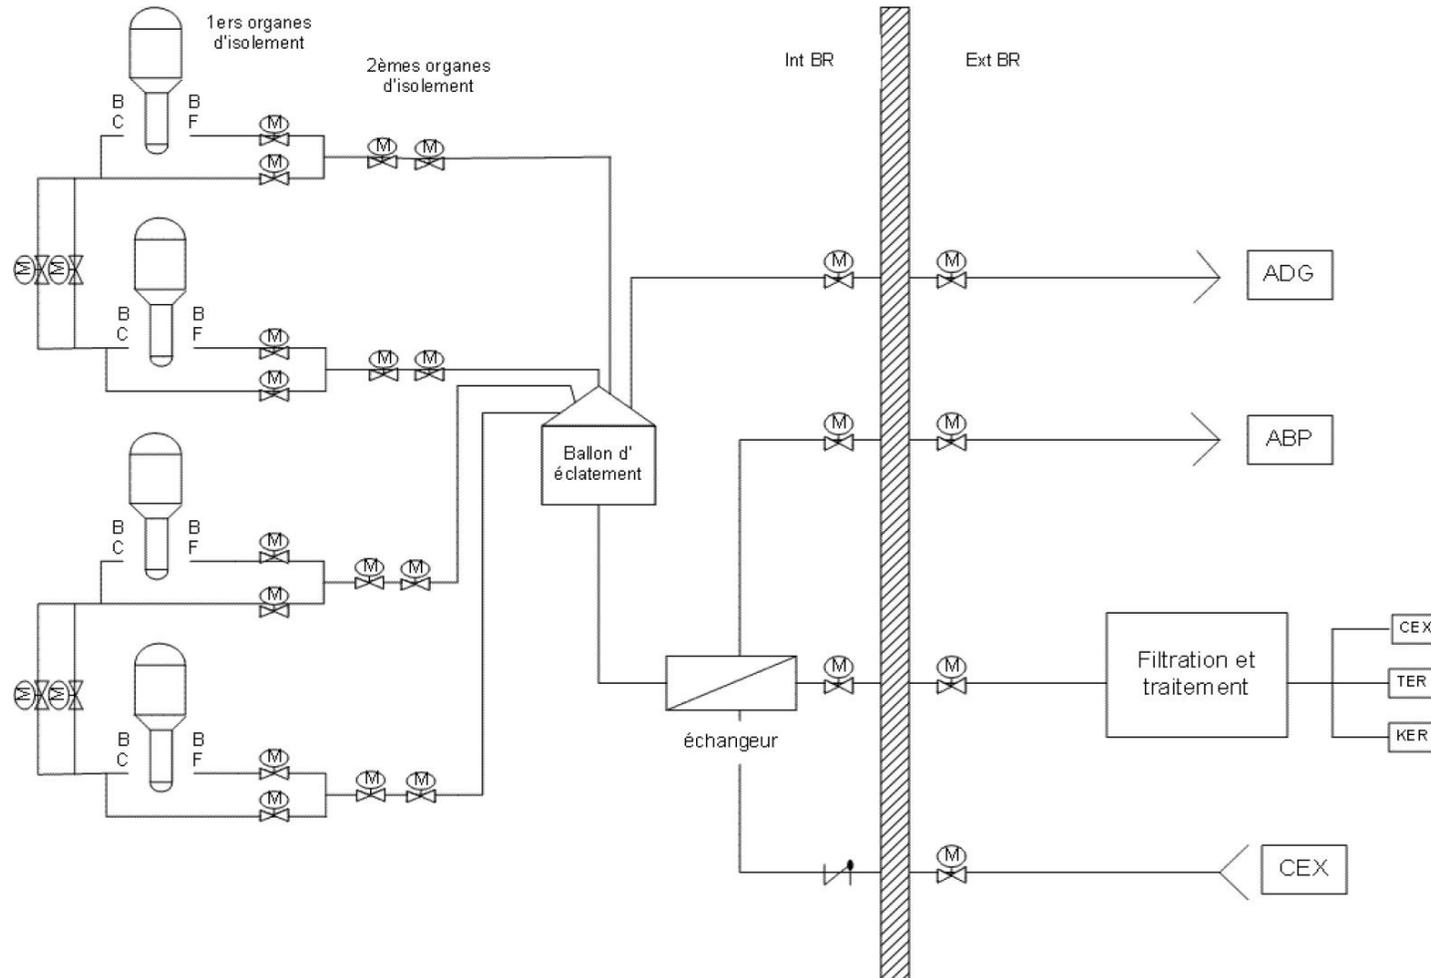 1ers organes
d'isolement
2èmes organes
d'isolement
Int BR
Ext BR
B
C
B
F
M
M
M
M
M
M
B
C
B
F
M
M
M
M
M
M
ADG
M
M
ABP
Ballon d'
éclatement
B
C
B
F
M
M
M
M
M
M
B
C
B
F
M
M
M
M
échangeur
M
M
Filtration et
traitement
CEX
TER
KER
M
CEX